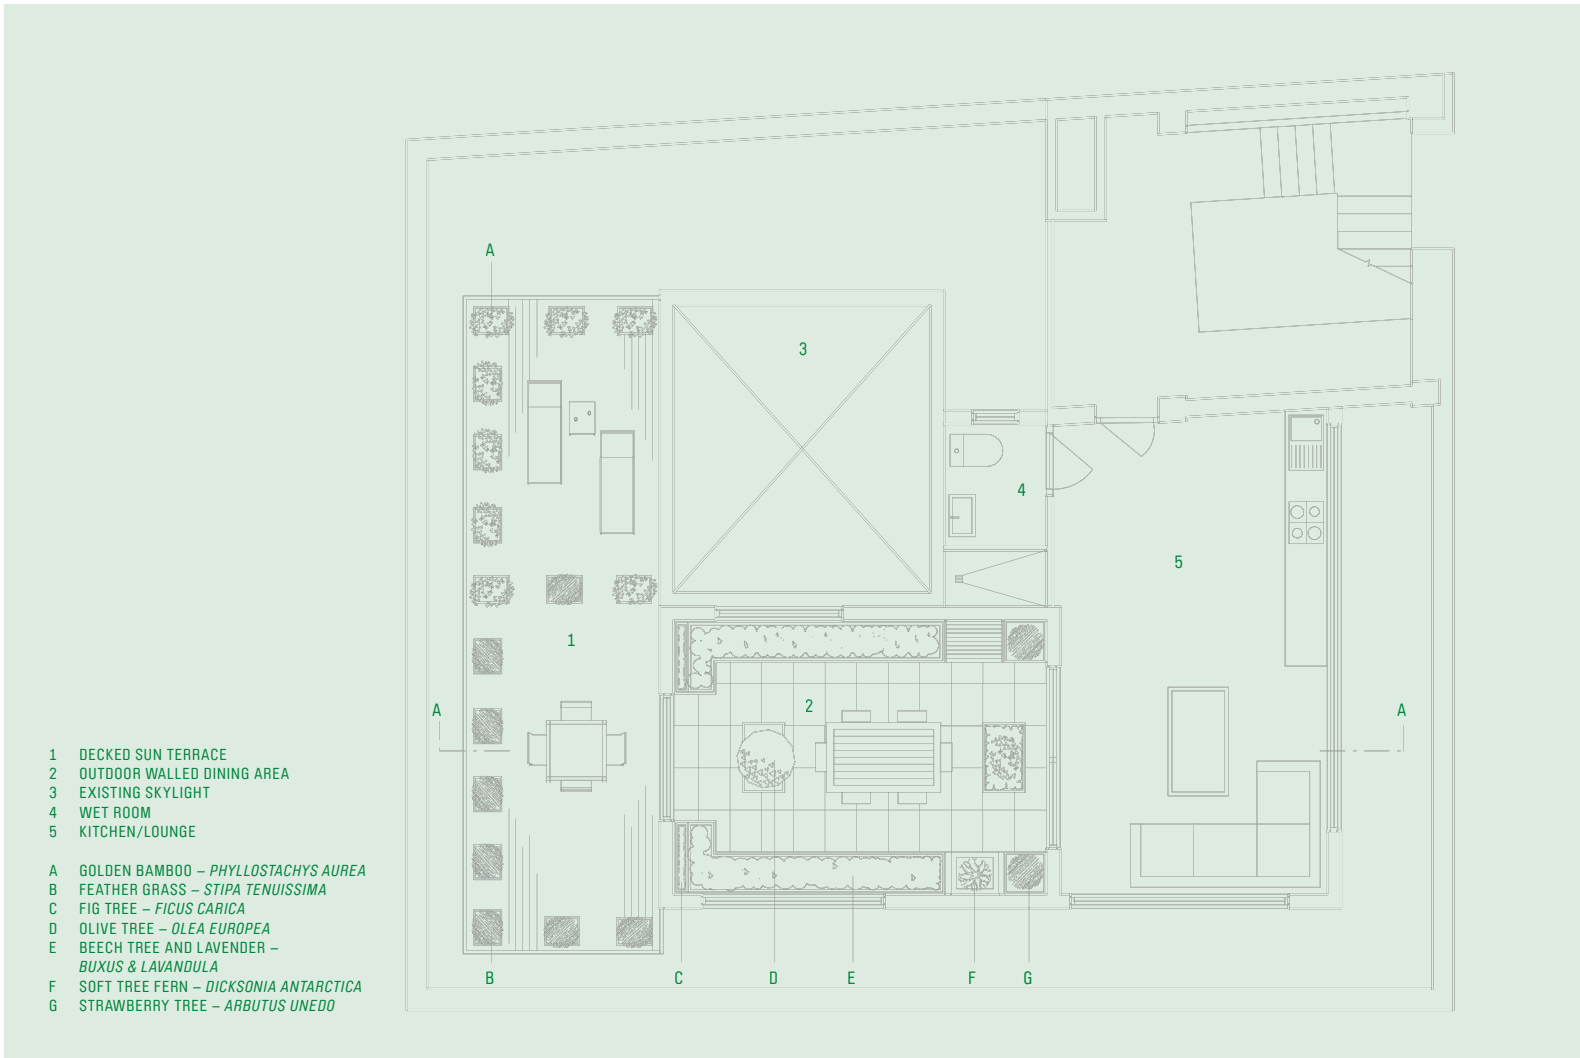 A
3
4
5
1
2
A
A
1 DECKED SUN TERRACE
2 OUTDOOR WALLED DINING AREA
3 EXISTING SKYLIGHT
4 WET ROOM
5 KITCHEN/LOUNGE
A GOLDEN BAMBOO – PHYLLOSTACHYS AUREA
B FEATHER GRASS – STIPA TENUISSIMA
C FIG TREE – FICUS CARICA
D OLIVE TREE – OLEA EUROPEA
E BEECH TREE AND LAVENDER –
BUXUS & LAVANDULA
F SOFT TREE FERN – DICKSONIA ANTARCTICA
G STRAWBERRY TREE – ARBUTUS UNEDO
B C D E F G